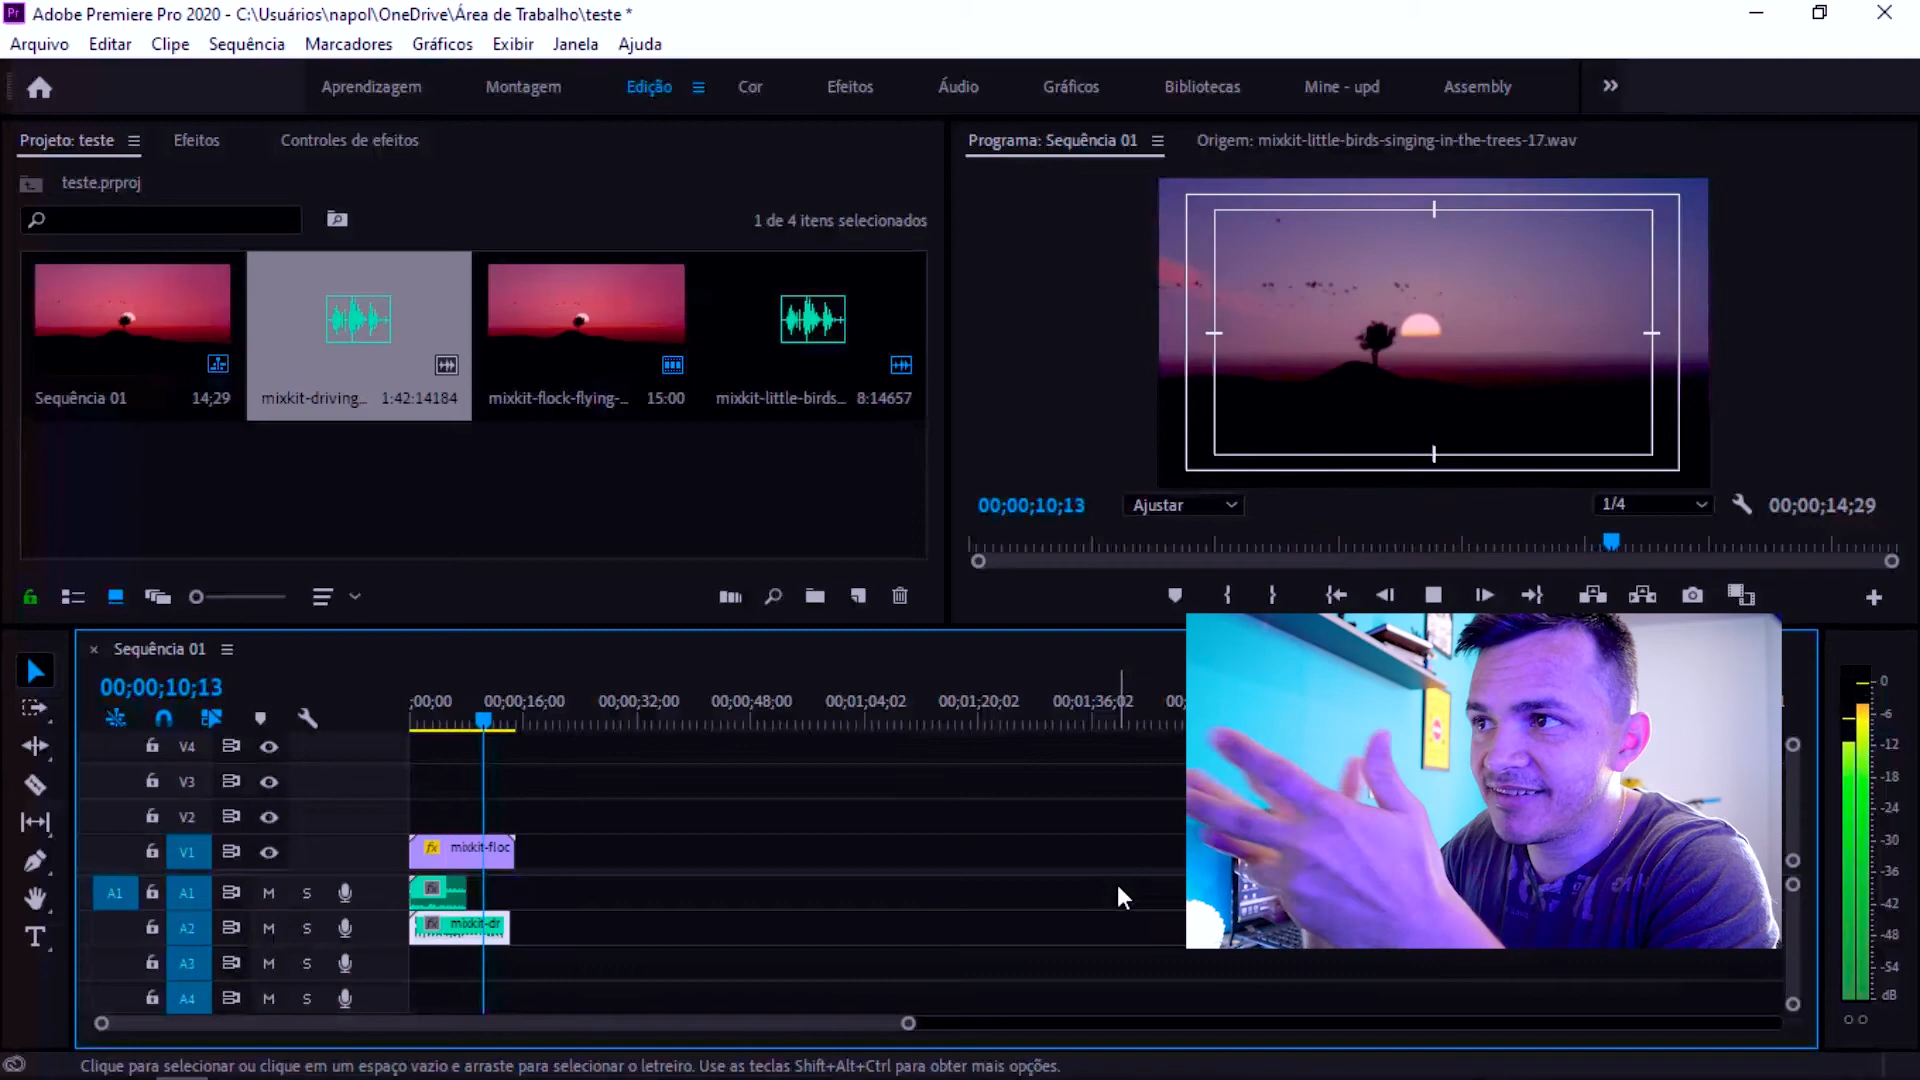 Pr Adobe Premiere Pro 2020 - C:\Usuários\napol\OneDrive\Área de Trabalho\teste *
Arquivo Editar Clipe Sequência Marcadores Gráficos Exibir Janela Ajuda
Aprendizagem Montagem Edição Cor Efeitos Áudio Gráficos Bibliotecas Mine - upd Assembly
Projeto: teste Efeitos Controles de efeitos
teste.prproj
1 de 4 itens selecionados
Sequência 01 14;29
mixkit-driving... 1:42:14184
mixkit-flock-flying-... 15:00
mixkit-little-birds... 8:14657
Programa: Sequência 01 Origem: mixkit-little-birds-singing-in-the-trees-17.wav
00;00;10;13 Ajustar 1/4 00;00;14;29
Sequência 01
00;00;10;13
;00;00 00;00;16;00 00;00;32;00 00;00;48;00 00;01;04;02 00;01;20;02 00;01;36;02 00;
V4
V3
V2
V1 fx mixkit-floc
A1 A1 M S fx
A2 M S fx mixkit-dr
A3 M S
A4 M S
0
-6
-12
-18
-24
-30
-36
-42
-48
-54
dB
Clique para selecionar ou clique em um espaço vazio e arraste para selecionar o letreiro. Use as teclas Shift+Alt+Ctrl para obter mais opções.